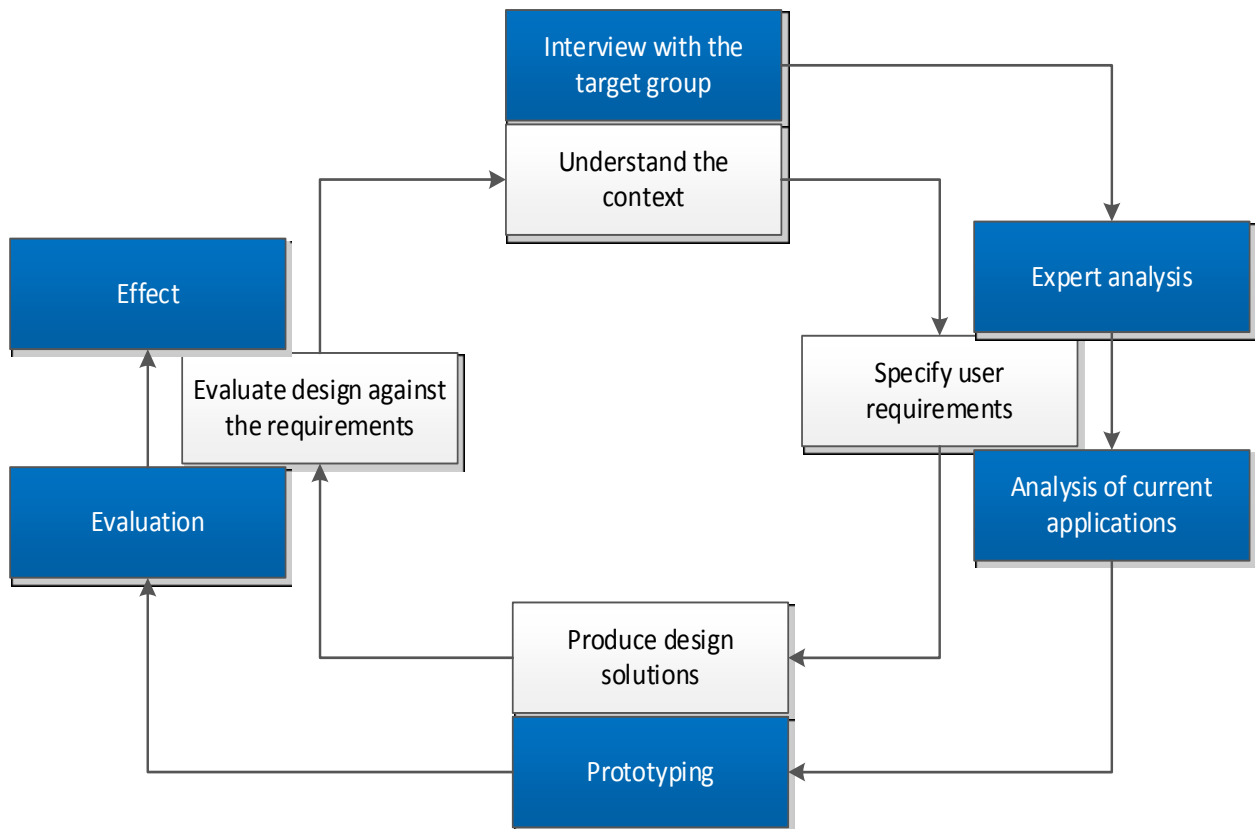 Interview with the
target group
Understand the
context
Effect
Expert analysis
Evaluate design against
the requirements
Specify user
requirements
Evaluation
Analysis of current
applications
Produce design
solutions
Prototyping